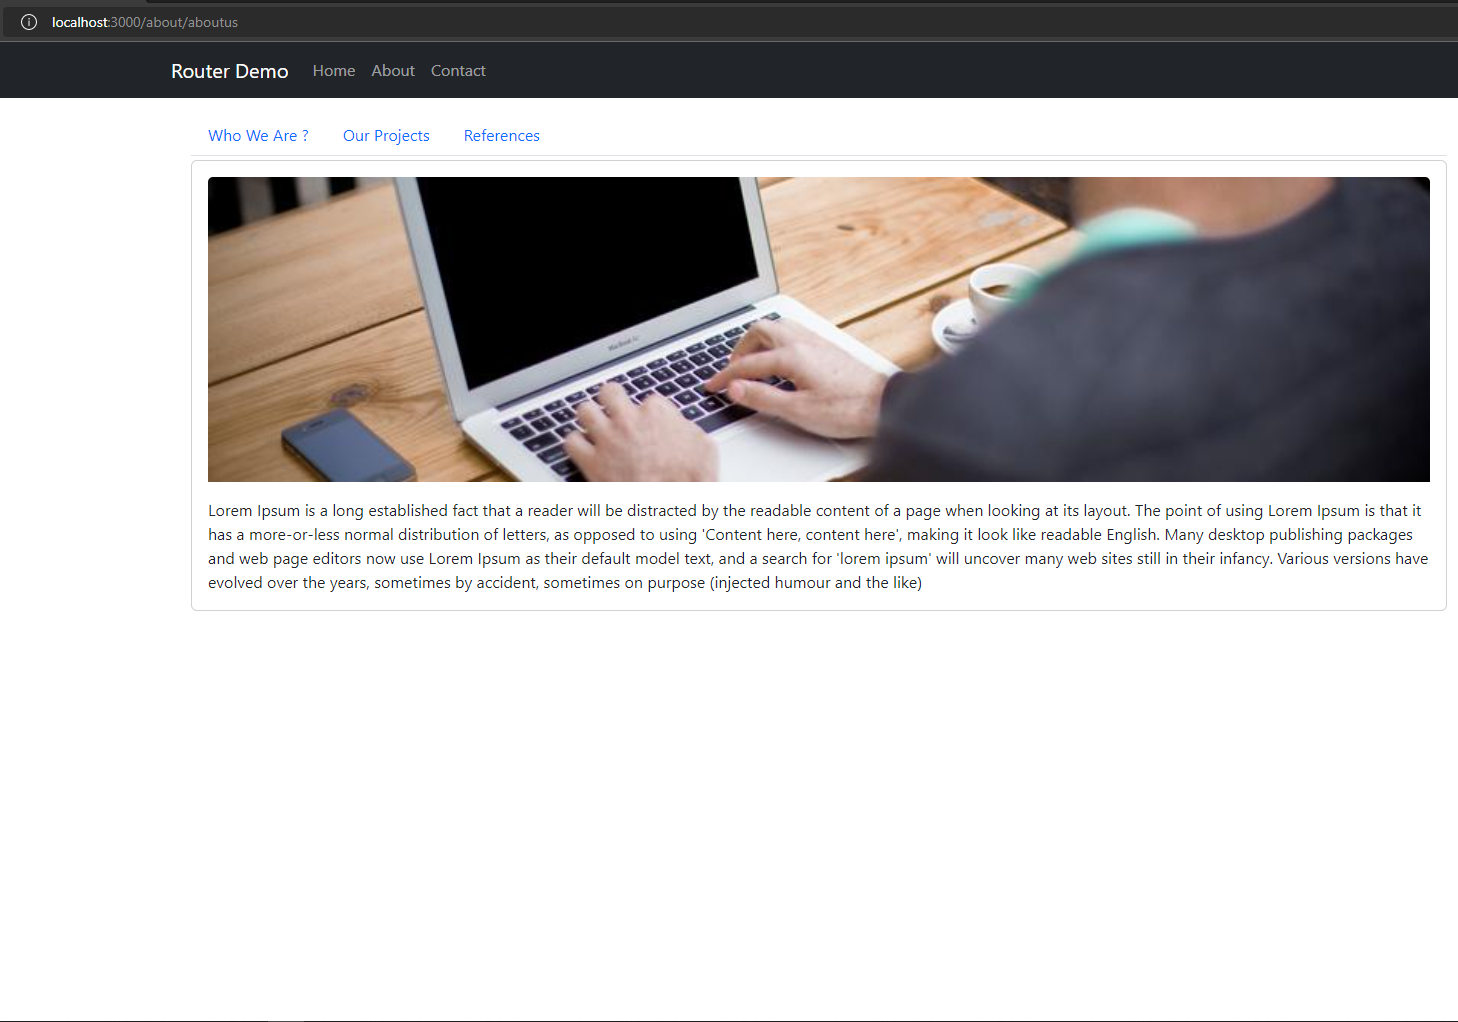 localhost:3000/about/aboutus
Router Demo Home About Contact
Who We Are ? Our Projects References
MacBook Air
Lorem Ipsum is a long established fact that a reader will be distracted by the readable content of a page when looking at its layout. The point of using Lorem Ipsum is that it
has a more-or-less normal distribution of letters, as opposed to using 'Content here, content here', making it look like readable English. Many desktop publishing packages
and web page editors now use Lorem Ipsum as their default model text, and a search for 'lorem ipsum' will uncover many web sites still in their infancy. Various versions have
evolved over the years, sometimes by accident, sometimes on purpose (injected humour and the like)